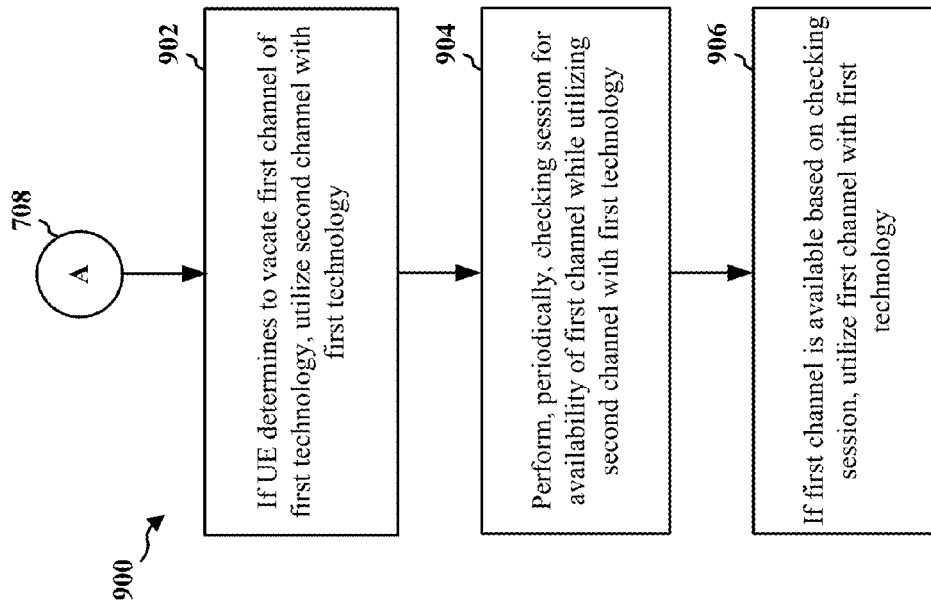 900
708
A
902
If UE determines to vacate first channel of
first technology, utilize second channel with
first technology
904
Perform, periodically, checking session for
availability of first channel while utilizing
second channel with first technology
906
If first channel is available based on checking
session, utilize first channel with first
technology